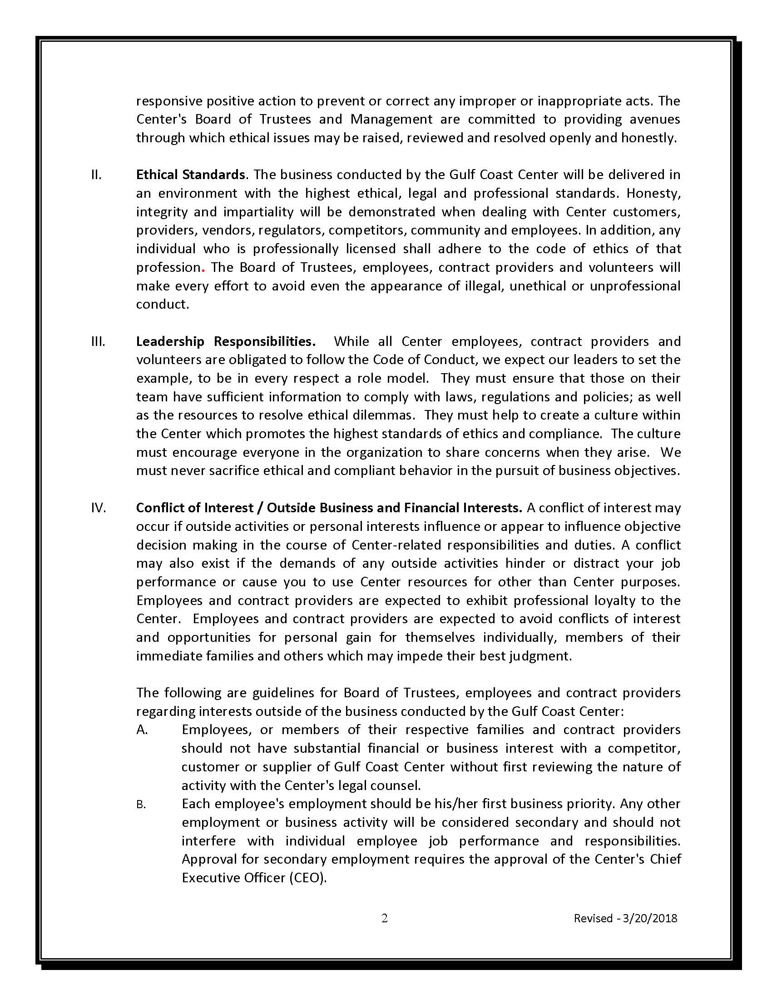 responsive positive action to prevent or correct any improper or inappropriate acts. The
Center's Board of Trustees and Management are committed to providing avenues
through which ethical issues may be raised, reviewed and resolved openly and honestly.
II. Ethical Standards. The business conducted by the Gulf Coast Center will be delivered in
an environment with the highest ethical, legal and professional standards. Honesty,
integrity and impartiality will be demonstrated when dealing with Center customers,
providers, vendors, regulators, competitors, community and employees. In addition, any
individual who is professionally licensed shall adhere to the code of ethics of that
profession. The Board of Trustees, employees, contract providers and volunteers will
make every effort to avoid even the appearance of illegal, unethical or unprofessional
conduct.
III. Leadership Responsibilities. While all Center employees, contract providers and
volunteers are obligated to follow the Code of Conduct, we expect our leaders to set the
example, to be in every respect a role model. They must ensure that those on their
team have sufficient information to comply with laws, regulations and policies; as well
as the resources to resolve ethical dilemmas. They must help to create a culture within
the Center which promotes the highest standards of ethics and compliance. The culture
must encourage everyone in the organization to share concerns when they arise. We
must never sacrifice ethical and compliant behavior in the pursuit of business objectives.
IV. Conflict of Interest / Outside Business and Financial Interests. A conflict of interest may
occur if outside activities or personal interests influence or appear to influence objective
decision making in the course of Center-related responsibilities and duties. A conflict
may also exist if the demands of any outside activities hinder or distract your job
performance or cause you to use Center resources for other than Center purposes.
Employees and contract providers are expected to exhibit professional loyalty to the
Center. Employees and contract providers are expected to avoid conflicts of interest
and opportunities for personal gain for themselves individually, members of their
immediate families and others which may impede their best judgment.
The following are guidelines for Board of Trustees, employees and contract providers
regarding interests outside of the business conducted by the Gulf Coast Center:
A. Employees, or members of their respective families and contract providers
should not have substantial financial or business interest with a competitor,
customer or supplier of Gulf Coast Center without first reviewing the nature of
activity with the Center's legal counsel.
B. Each employee's employment should be his/her first business priority. Any other
employment or business activity will be considered secondary and should not
interfere with individual employee job performance and responsibilities.
Approval for secondary employment requires the approval of the Center's Chief
Executive Officer (CEO).
2 Revised - 3/20/2018